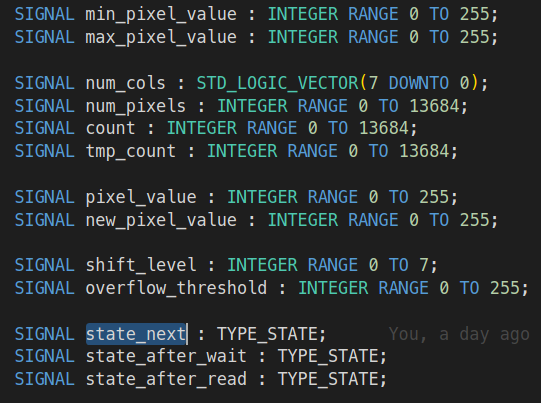 SIGNAL min_pixel_value : INTEGER RANGE 0 TO 255;
SIGNAL max_pixel_value : INTEGER RANGE 0 TO 255;
SIGNAL num_cols : STD_LOGIC_VECTOR(7 DOWNTO 0);
SIGNAL num_pixels : INTEGER RANGE 0 TO 13684;
SIGNAL count : INTEGER RANGE 0 TO 13684;
SIGNAL tmp_count : INTEGER RANGE 0 TO 13684;
SIGNAL pixel_value : INTEGER RANGE 0 TO 255;
SIGNAL new_pixel_value : INTEGER RANGE 0 TO 255;
SIGNAL shift_level : INTEGER RANGE 0 TO 7;
SIGNAL overflow_threshold : INTEGER RANGE 0 TO 255;
SIGNAL state_next : TYPE_STATE; You, a day ago
SIGNAL state_after_wait : TYPE_STATE;
SIGNAL state_after_read : TYPE_STATE;